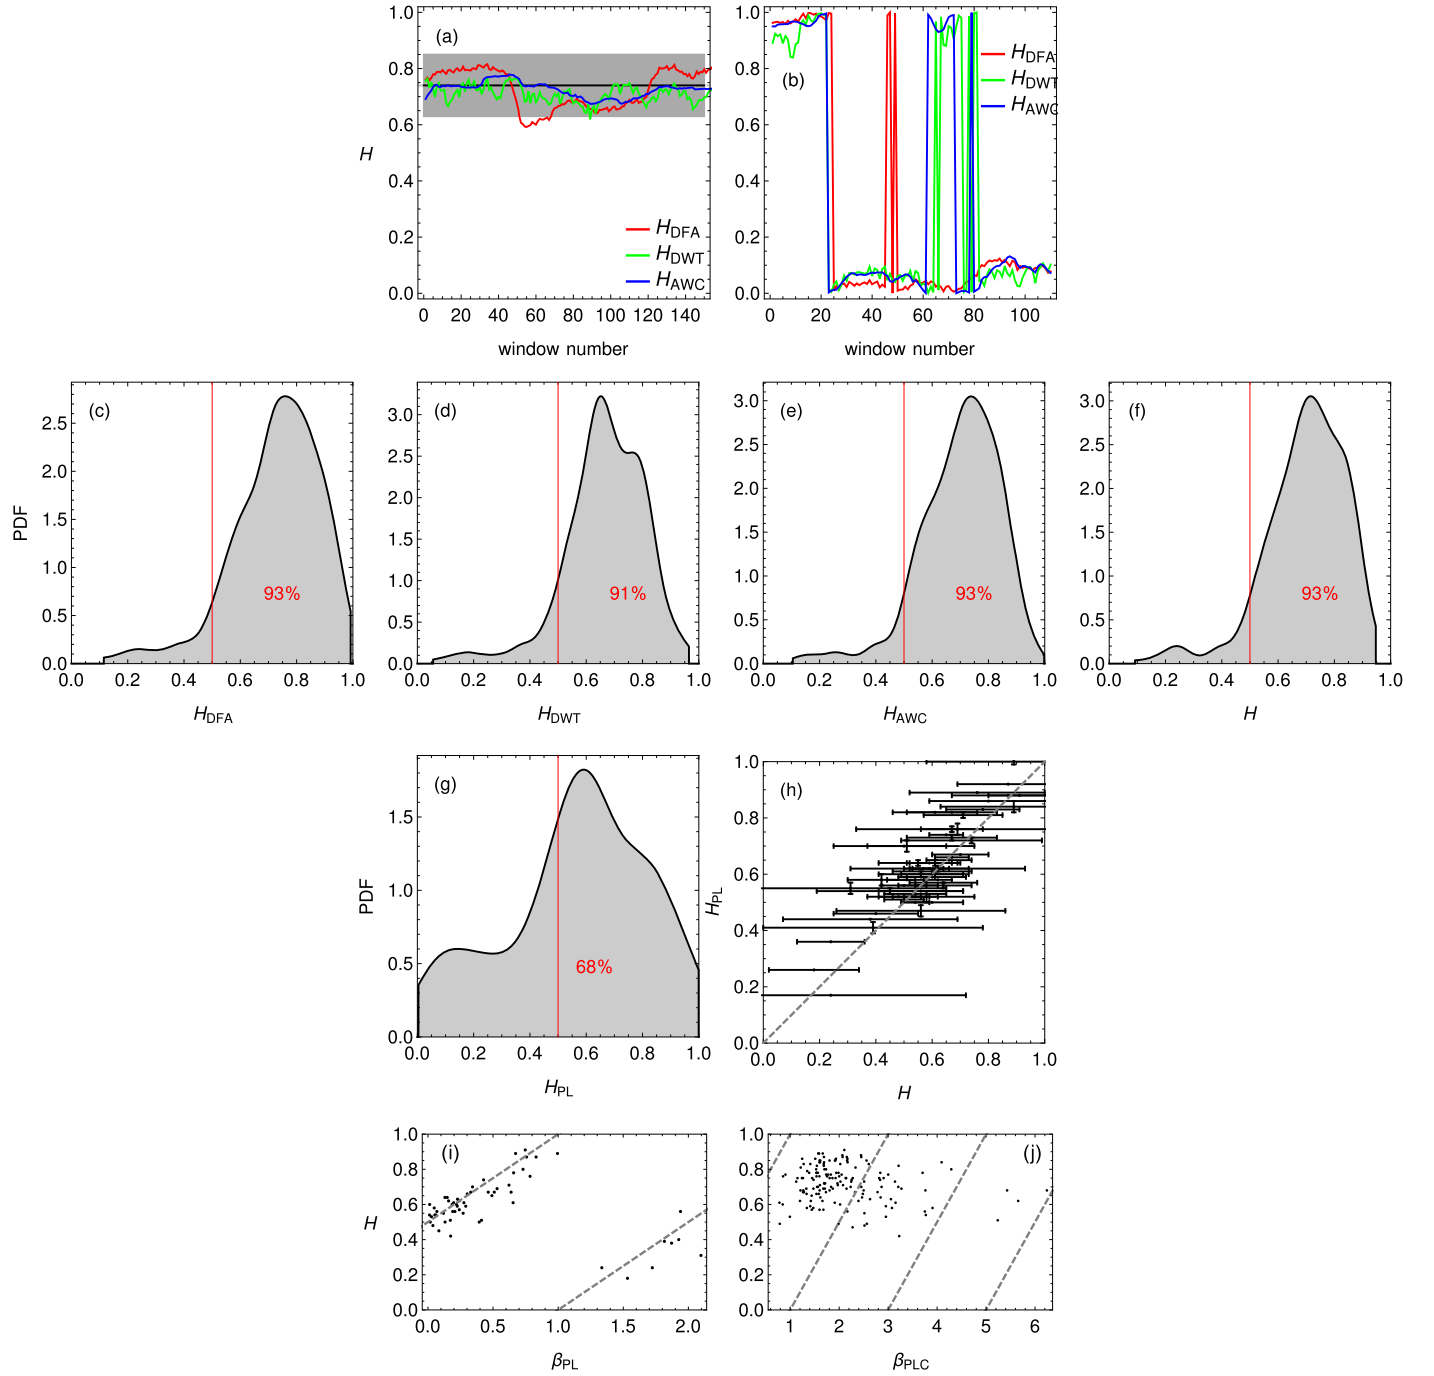 (a)
H
1.0
0.8
0.6
0.4
0.2
0.0
H_DFA
H_DWT
H_AWC
0 20 40 60 80 100 120 140
window number
(b)
1.0
0.8
0.6
0.4
0.2
0.0
H_DFA
H_DWT
H_AWC
0 20 40 60 80 100
window number
(c)
PDF
2.5
2.0
1.5
1.0
0.5
0.0
93%
0.0 0.2 0.4 0.6 0.8 1.0
H_DFA
(d)
3.0
2.5
2.0
1.5
1.0
0.5
0.0
91%
0.0 0.2 0.4 0.6 0.8 1.0
H_DWT
(e)
3.0
2.5
2.0
1.5
1.0
0.5
0.0
93%
0.0 0.2 0.4 0.6 0.8 1.0
H_AWC
(f)
3.0
2.5
2.0
1.5
1.0
0.5
0.0
93%
0.0 0.2 0.4 0.6 0.8 1.0
H
(g)
PDF
1.5
1.0
0.5
0.0
68%
0.0 0.2 0.4 0.6 0.8 1.0
H_PL
(h)
H_PL
1.0
0.8
0.6
0.4
0.2
0.0
0.0 0.2 0.4 0.6 0.8 1.0
H
(i)
H
1.0
0.8
0.6
0.4
0.2
0.0
0.0 0.5 1.0 1.5 2.0
β_PL
(j)
1.0
0.8
0.6
0.4
0.2
0.0
1 2 3 4 5 6
β_PLC